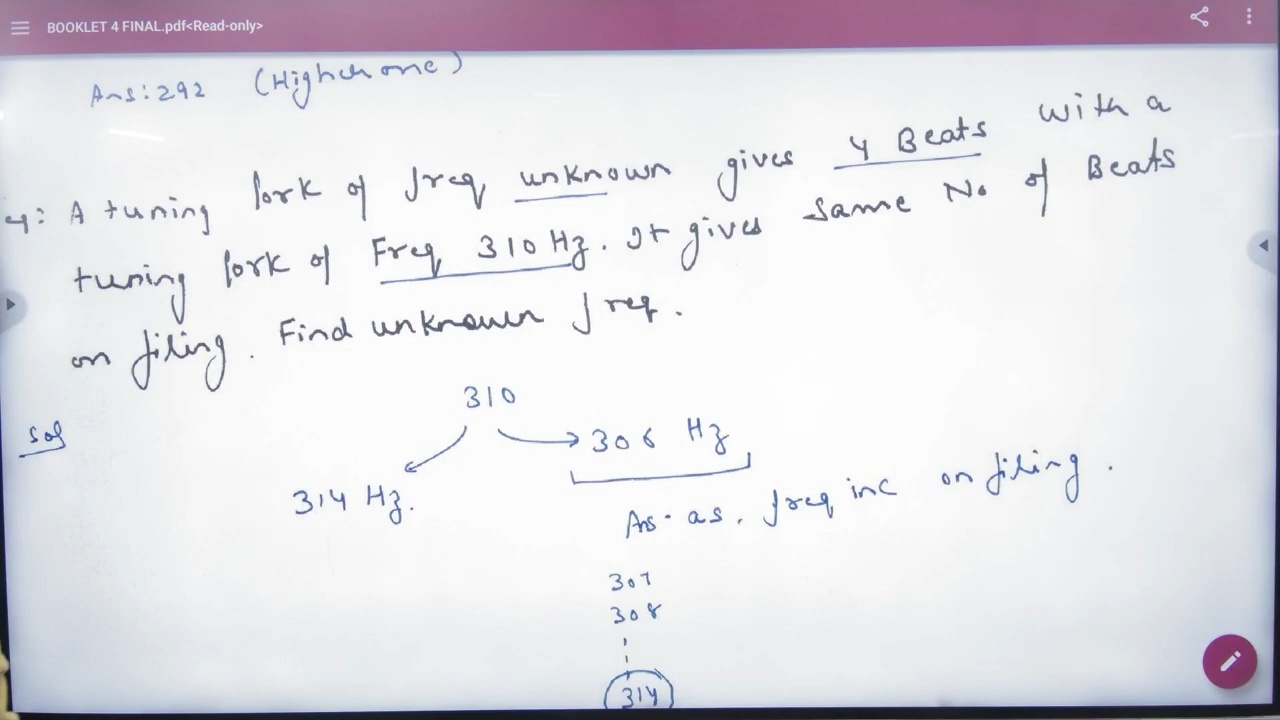 BOOKLET 4 FINAL.pdf<Read-only>
Ans: 292 (Higher one)
4: A tuning fork of freq unknown gives 4 Beats with a
tuning fork of Freq 310 Hz. It gives same No of Beats
on filing. Find unknown freq.
Sol
310
306 Hz
314 Hz.
Ans. as. freq inc on filing.
307
308
314